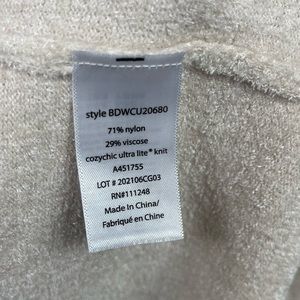 style BDWCU20680
71% nylon
29% viscose
cozychic ultra lite® knit
A451755
LOT # 202106CG03
RN#111248
Made In China/
Fabriqué en Chine